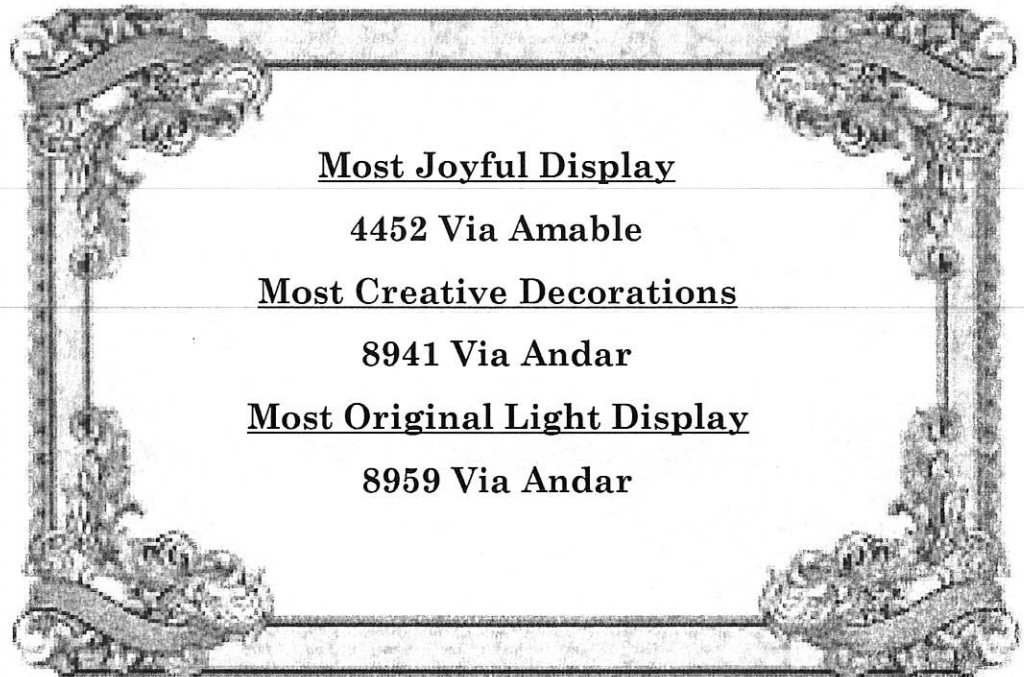 Most Joyful Display
4452 Via Amable
Most Creative Decorations
8941 Via Andar
Most Original Light Display
8959 Via Andar